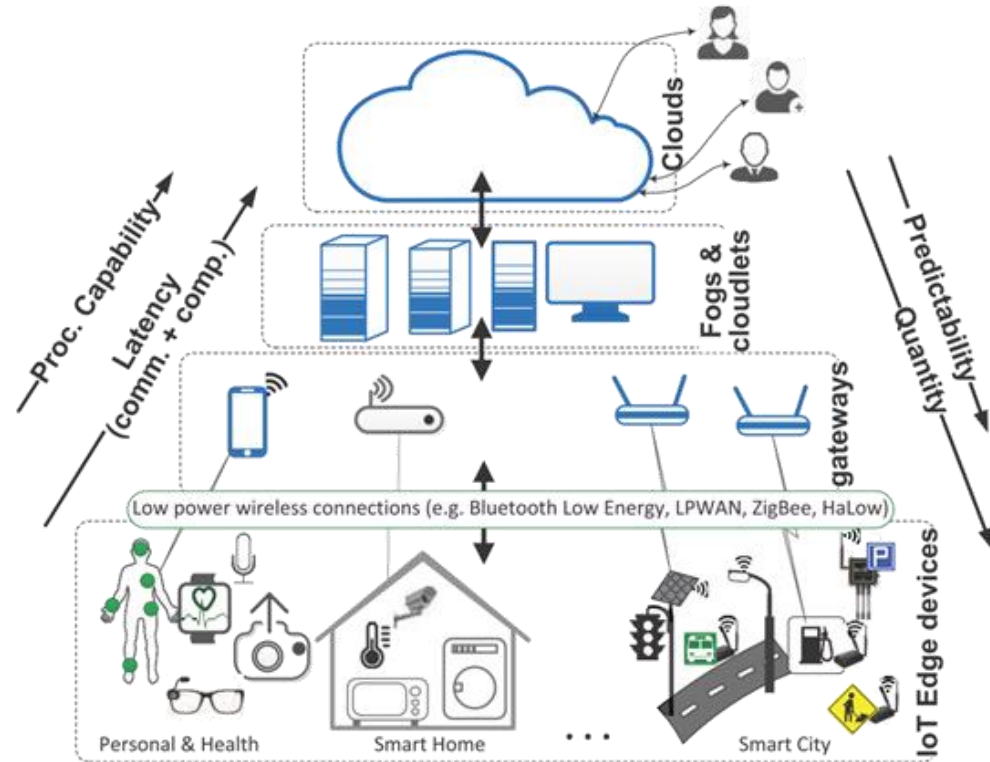 Clouds
Proc. Capability
Latency
(comm. + comp.)
Predictability
Quantity
Fogs &
cloudlets
gateways
Low power wireless connections (e.g. Bluetooth Low Energy, LPWAN, ZigBee, HaLow)
P
IoT Edge devices
Personal & Health
Smart Home
...
Smart City